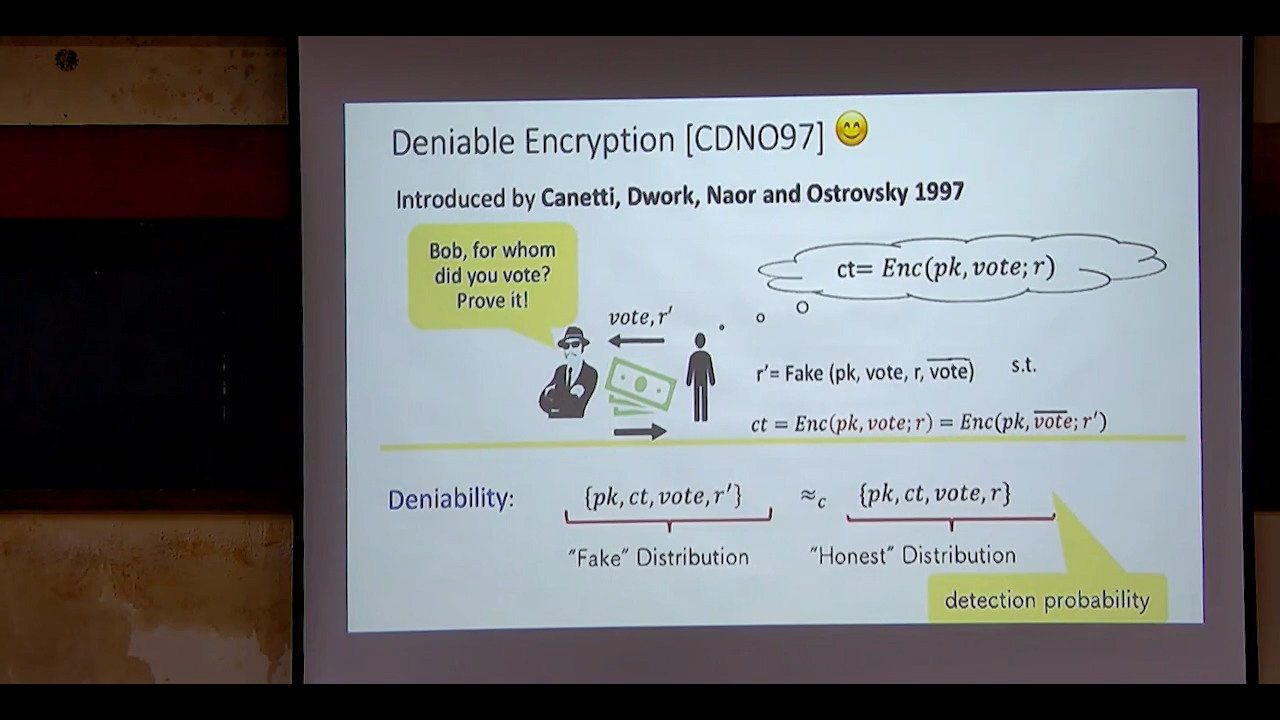 Deniable Encryption [CDNO97]
Introduced by Canetti, Dwork, Naor and Ostrovsky 1997
Bob, for whom
did you vote?
Prove it!
ct= Enc(pk, vote; r)
vote, r′
r'= Fake (pk, vote, r, \overline{vote}) s.t.
ct = Enc(pk, vote; r) = Enc(pk, \overline{vote}; r′)
Deniability: {pk, ct, vote, r′} ≈c {pk, ct, vote, r}
"Fake" Distribution "Honest" Distribution
detection probability